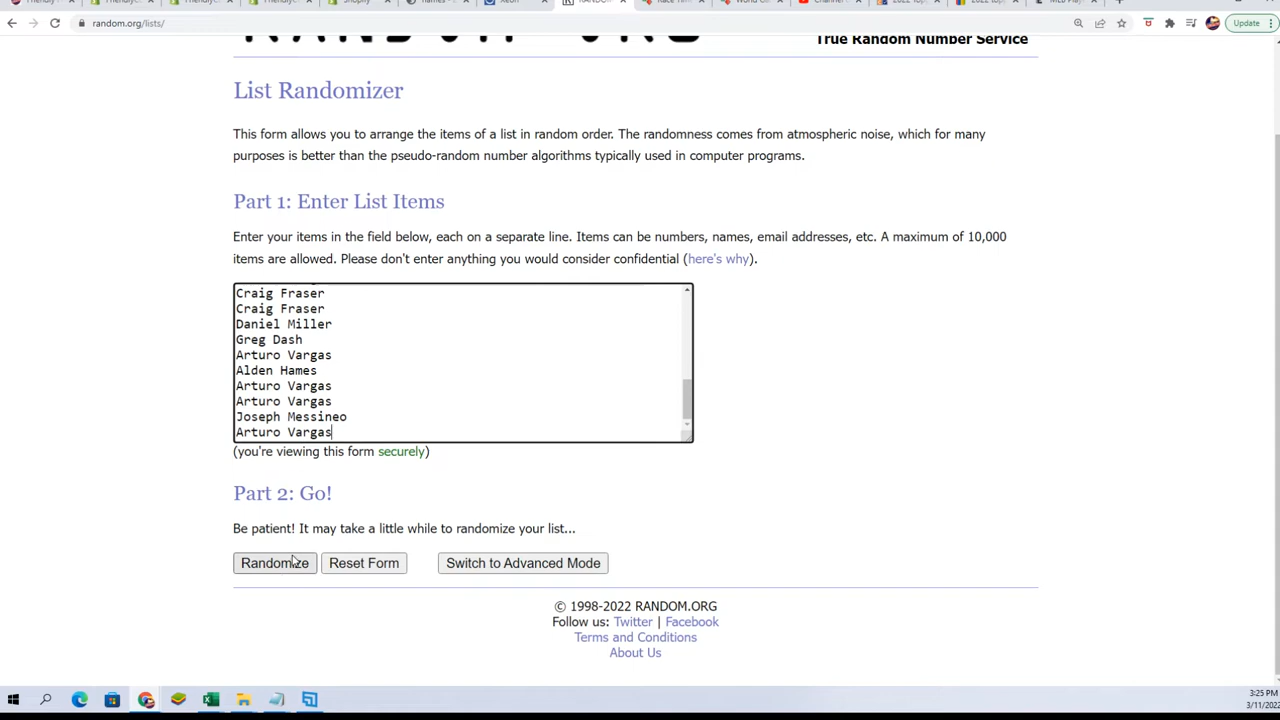 Shopify
random.org/lists/
Update
True Random Number Service
List Randomizer
This form allows you to arrange the items of a list in random order. The randomness comes from atmospheric noise, which for many
purposes is better than the pseudo-random number algorithms typically used in computer programs.
Part 1: Enter List Items
Enter your items in the field below, each on a separate line. Items can be numbers, names, email addresses, etc. A maximum of 10,000
items are allowed. Please don't enter anything you would consider confidential (here's why).
Craig Fraser
Craig Fraser
Daniel Miller
Greg Dash
Arturo Vargas
Alden Hames
Arturo Vargas
Arturo Vargas
Joseph Messineo
Arturo Vargas
(you're viewing this form securely)
Part 2: Go!
Be patient! It may take a little while to randomize your list...
Randomize Reset Form Switch to Advanced Mode
© 1998-2022 RANDOM.ORG
Follow us: Twitter | Facebook
Terms and Conditions
About Us
3:25 PM
3/11/2022